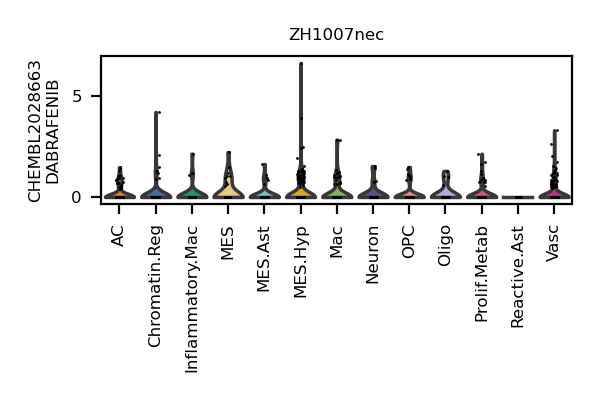 ZH1007nec
CHEMBL2028663
DABRAFENIB
5
0
AC
Chromatin.Reg
Inflammatory.Mac
MES
MES.Ast
MES.Hyp
Mac
Neuron
OPC
Oligo
Prolif.Metab
Reactive.Ast
Vasc